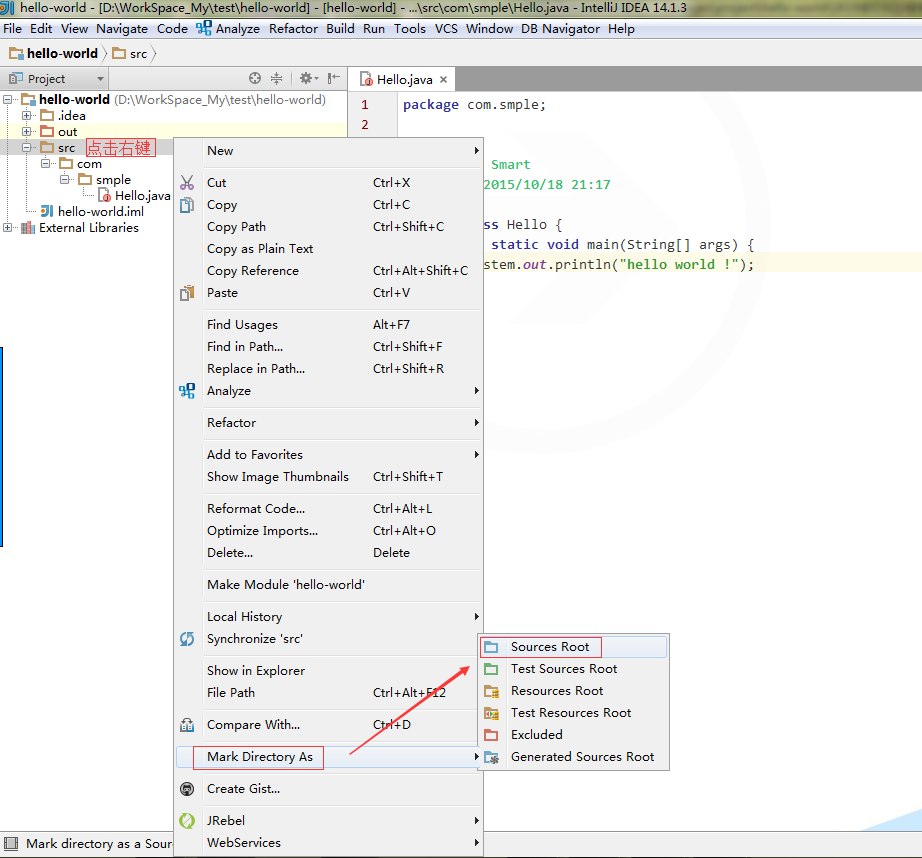 hello-world - [D:\WorkSpace_My\test\hello-world] - [hello-world] - ...\src\com\smple\Hello.java - IntelliJ IDEA 14.1.3
File Edit View Navigate Code Analyze Refactor Build Run Tools VCS Window DB Navigator Help
hello-world src
Project
Hello.java
hello-world (D:\WorkSpace_My\test\hello-world)
.idea
out
src 点击右键
com
smple
Hello.java
hello-world.iml
External Libraries
1 package com.smple;
2
Smart
2015/10/18 21:17
ss Hello {
static void main(String[] args) {
stem.out.println("hello world !");
New
Cut Ctrl+X
Copy Ctrl+C
Copy Path Ctrl+Shift+C
Copy as Plain Text
Copy Reference Ctrl+Alt+Shift+C
Paste Ctrl+V
Find Usages Alt+F7
Find in Path... Ctrl+Shift+F
Replace in Path... Ctrl+Shift+R
Analyze
Refactor
Add to Favorites
Show Image Thumbnails Ctrl+Shift+T
Reformat Code... Ctrl+Alt+L
Optimize Imports... Ctrl+Alt+O
Delete... Delete
Make Module 'hello-world'
Local History
Synchronize 'src'
Show in Explorer
File Path Ctrl+Alt+F12
Compare With... Ctrl+D
Mark Directory As
Create Gist...
JRebel
WebServices
Sources Root
Test Sources Root
Resources Root
Test Resources Root
Excluded
Generated Sources Root
Mark directory as a Sour